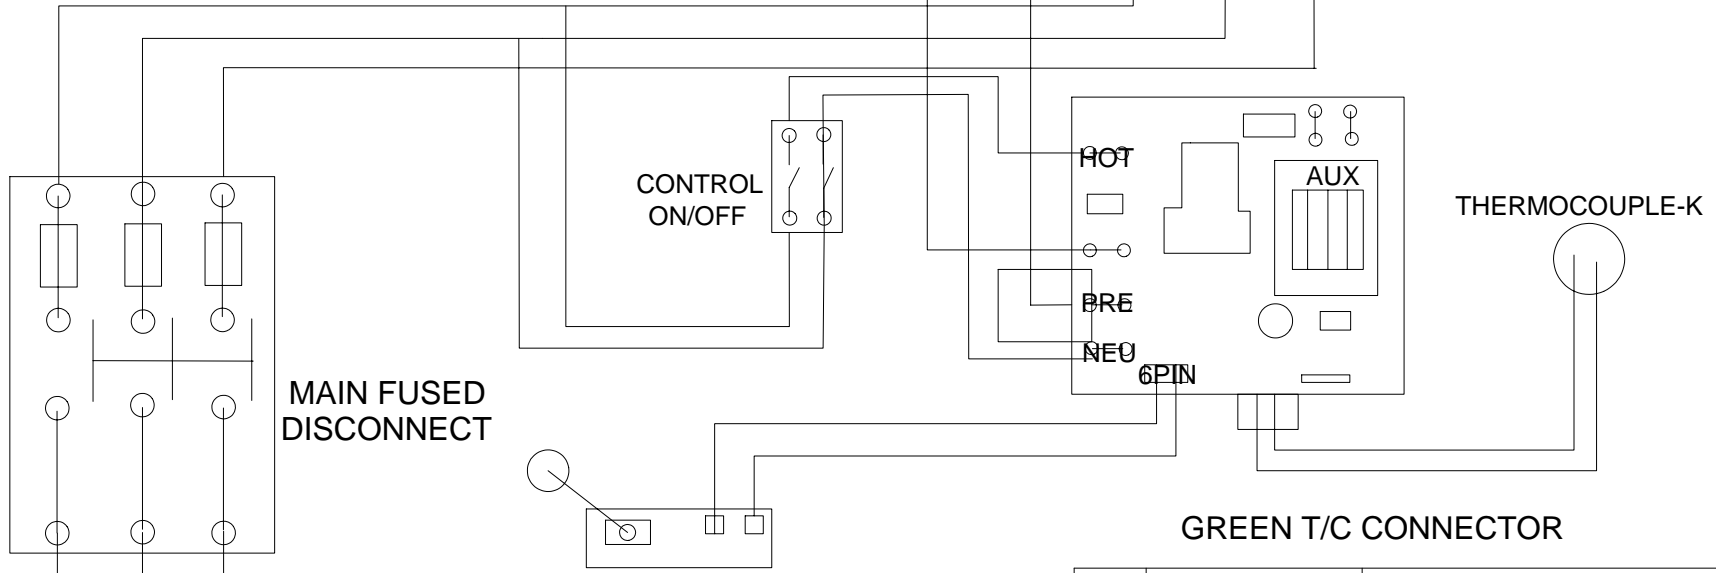 HOT
AUX
CONTROL
ON/OFF
THERMOCOUPLE-K
PRE
NEU
6PIN
MAIN FUSED
DISCONNECT
GREEN T/C CONNECTOR